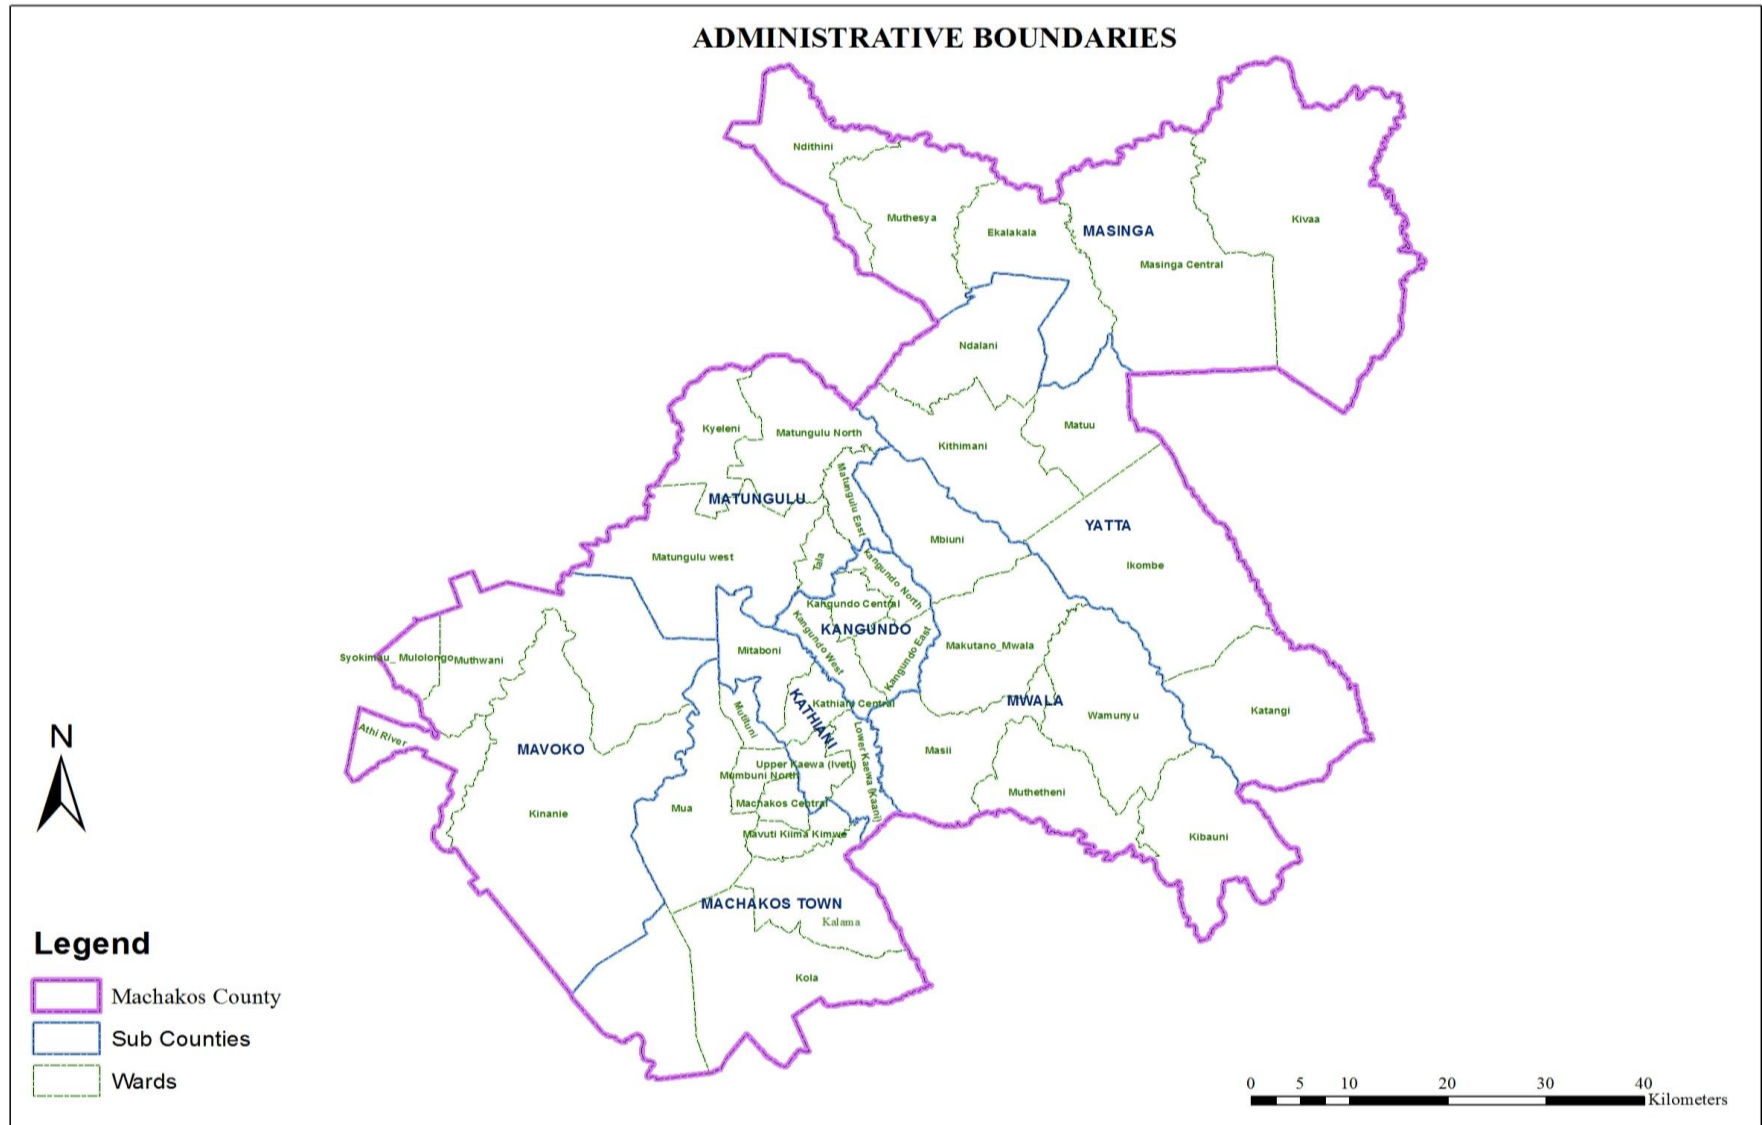 ADMINISTRATIVE BOUNDARIES
Ndithini
Muthesya
Ekalakala
MASINGA
Kivaa
Masinga Central
Ndalani
Kyeleni
Matungulu North
Kithimani
Matuu
MATUNGULU
Matungulu East
YATTA
Mbiuni
Matungulu west
Tala
Kangundo North
Ikombe
Kangundo Central
KANGUNDO
Kangundo West
Kangundo East
Makutano_Mwala
Syokimau_ Mulolongo
Muthwani
Mitaboni
KATHIANI
Kathiani Central
MWALA
Wamunyu
Katangi
Mutituni
Athi River
MAVOKO
Lower Kaewa (Kaani)
Masii
Upper Kaewa (Iveti)
Mumbuni North
Muthetheni
Kinanie
Mua
Machakos Central
Mavuti Kiima Kimwe
Kibauni
MACHAKOS TOWN
Kalama
Kola
N
Legend
Machakos County
Sub Counties
Wards
0 5 10 20 30 40
Kilometers